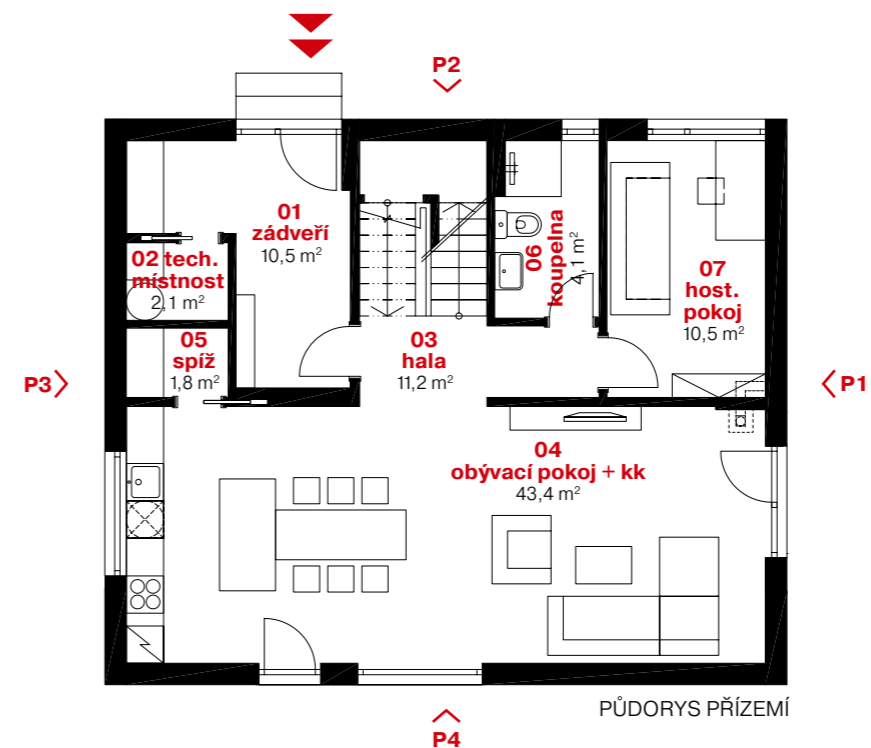 P2
01
zádveří
10,5 m²
02 tech.
místnost
2,1 m²
06
koupelna
4,1 m²
07
host.
pokoj
10,5 m²
05
spíž
1,8 m²
03
hala
11,2 m²
P3
P1
04
obývací pokoj + kk
43,4 m²
PŮDORYS PŘÍZEMÍ
P4